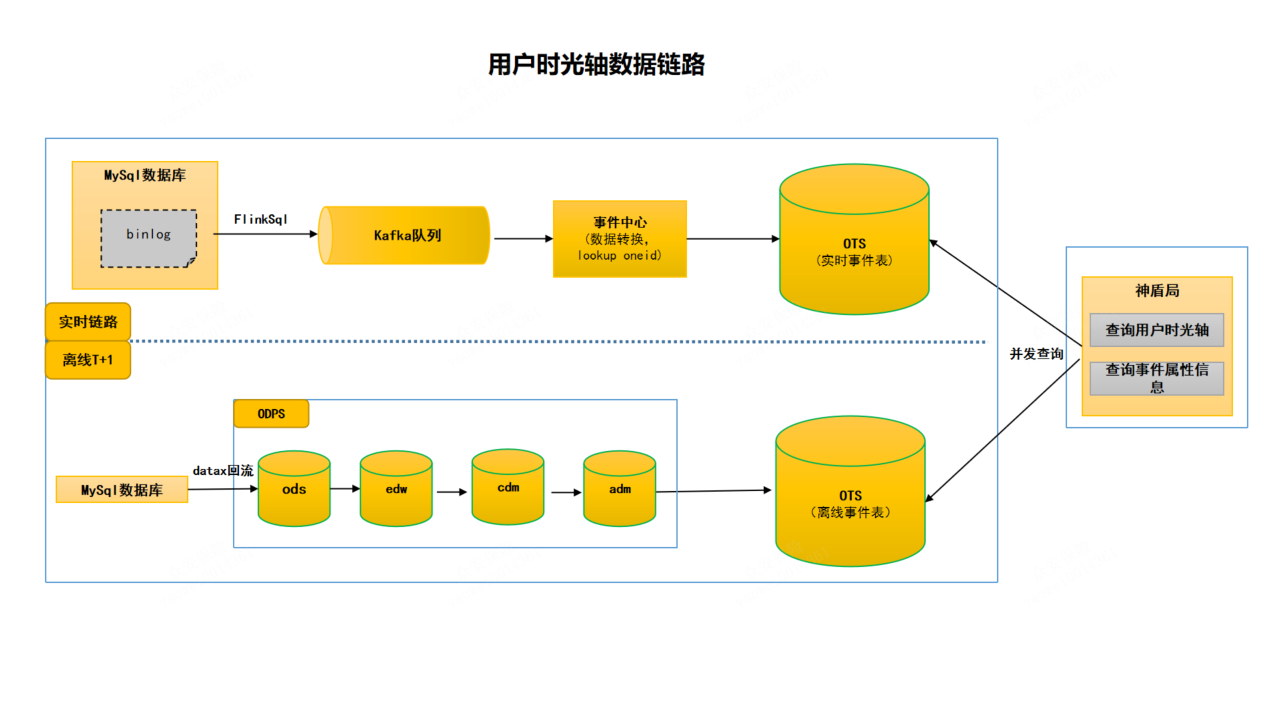 用户时光轴数据链路
MySql数据库
binlog
FlinkSql
Kafka队列
事件中心
(数据转换，
lookup oneid)
OTS
(实时事件表)
实时链路
离线T+1
神盾局
查询用户时光轴
查询事件属性信
息
并发查询
ODPS
MySql数据库
datax回流
ods
edw
cdm
adm
OTS
（离线事件表）